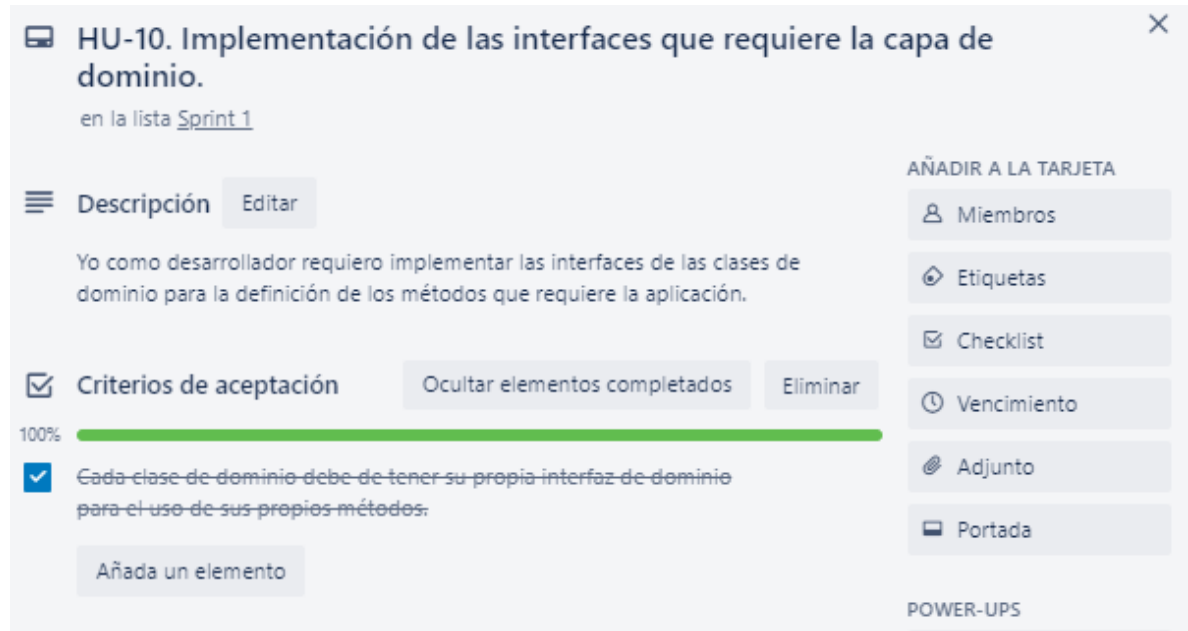 HU-10. Implementación de las interfaces que requiere la capa de
dominio.
en la lista Sprint 1
Descripción
Editar
Yo como desarrollador requiero implementar las interfaces de las clases de
dominio para la definición de los métodos que requiere la aplicación.
Criterios de aceptación
Ocultar elementos completados
Eliminar
100%
Cada clase de dominio debe de tener su propia interfaz de dominio
para el uso de sus propios métodos.
Añada un elemento
AÑADIR A LA TARJETA
Miembros
Etiquetas
Checklist
Vencimiento
Adjunto
Portada
POWER-UPS